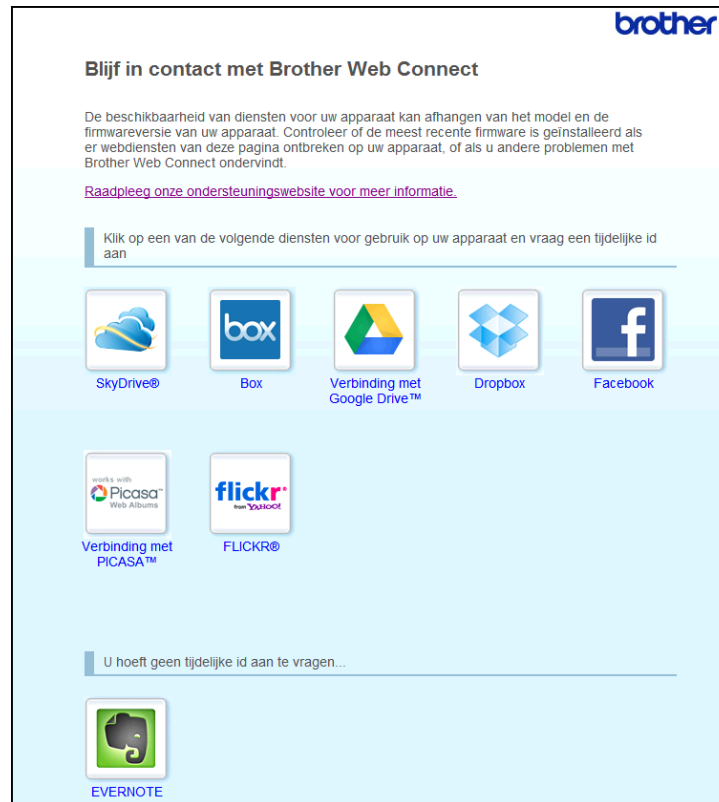 brother
Blijf in contact met Brother Web Connect
De beschikbaarheid van diensten voor uw apparaat kan afhangen van het model en de
firmwareversie van uw apparaat. Controleer of de meest recente firmware is geïnstalleerd als
er webdiensten van deze pagina ontbreken op uw apparaat, of als u andere problemen met
Brother Web Connect ondervindt.
Raadpleeg onze ondersteuningswebsite voor meer informatie.
Klik op een van de volgende diensten voor gebruik op uw apparaat en vraag een tijdelijke id
aan
box
f
SkyDrive®
Box
Verbinding met
Google Drive™
Dropbox
Facebook
works with
Picasa™
Web Albums
flickr
from YAHOO!
Verbinding met
PICASA™
FLICKR®
U hoeft geen tijdelijke id aan te vragen...
EVERNOTE